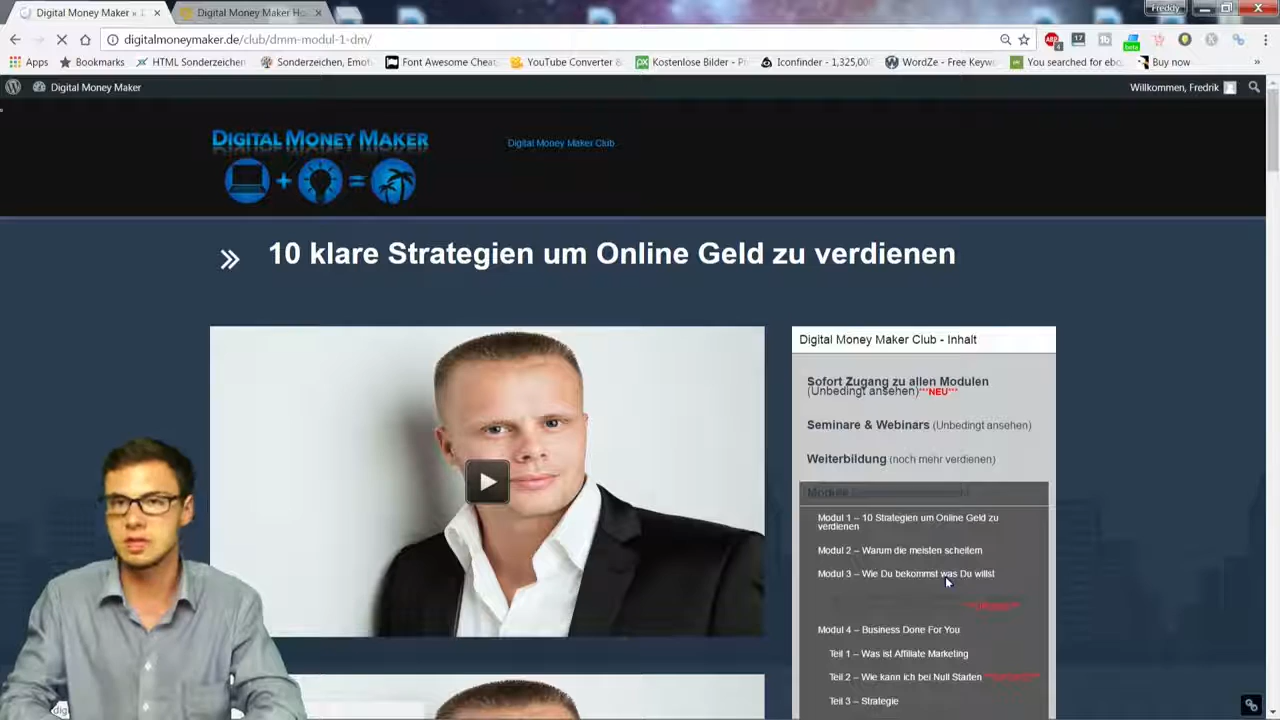 Digital Money Maker »
Digital Money Maker Ho
Freddy
digitalmoneymaker.de/club/dmm-modul-1-dm/
Apps
Bookmarks
HTML Sonderzeichen
Sonderzeichen, Emot
Font Awesome Chea
YouTube Converter &
Kostenlose Bilder - P
Iconfinder - 1,325,00
WordZe - Free Keyw
You searched for ebo
Buy now
Digital Money Maker
Willkommen, Fredrik
DIGITAL MONEY MAKER
Digital Money Maker Club
10 klare Strategien um Online Geld zu verdienen
Digital Money Maker Club - Inhalt
Sofort Zugang zu allen Modulen
(Unbedingt ansehen)***NEU***
Seminare & Webinars (Unbedingt ansehen)
Weiterbildung (noch mehr verdienen)
Module
Modul 1 – 10 Strategien um Online Geld zu
verdienen
Modul 2 – Warum die meisten scheitern
Modul 3 – Wie Du bekommst was Du willst
Modul 4 – Business Done For You
Teil 1 – Was ist Affiliate Marketing
Teil 2 – Wie kann ich bei Null Starten
Teil 3 – Strategie
dig